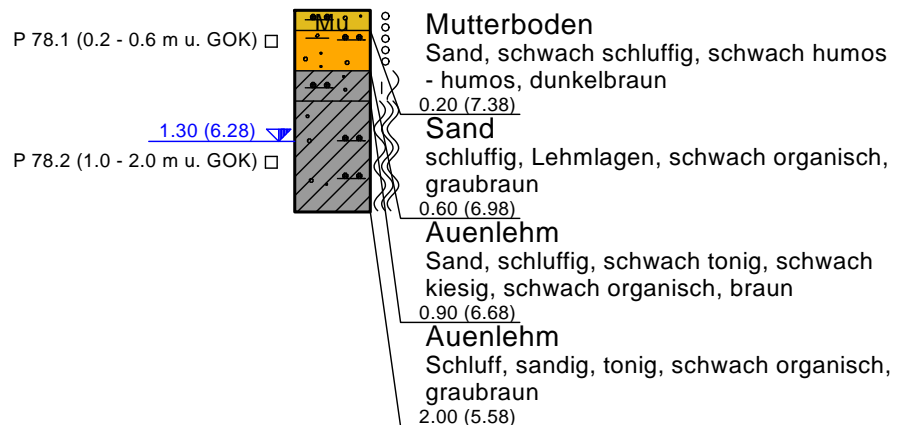 Mu
P 78.1 (0.2 - 0.6 m u. GOK)
1.30 (6.28)
P 78.2 (1.0 - 2.0 m u. GOK)
Mutterboden
Sand, schwach schluffig, schwach humos
- humos, dunkelbraun
0.20 (7.38)
Sand
schluffig, Lehmlagen, schwach organisch,
graubraun
0.60 (6.98)
Auenlehm
Sand, schluffig, schwach tonig, schwach
kiesig, schwach organisch, braun
0.90 (6.68)
Auenlehm
Schluff, sandig, tonig, schwach organisch,
graubraun
2.00 (5.58)